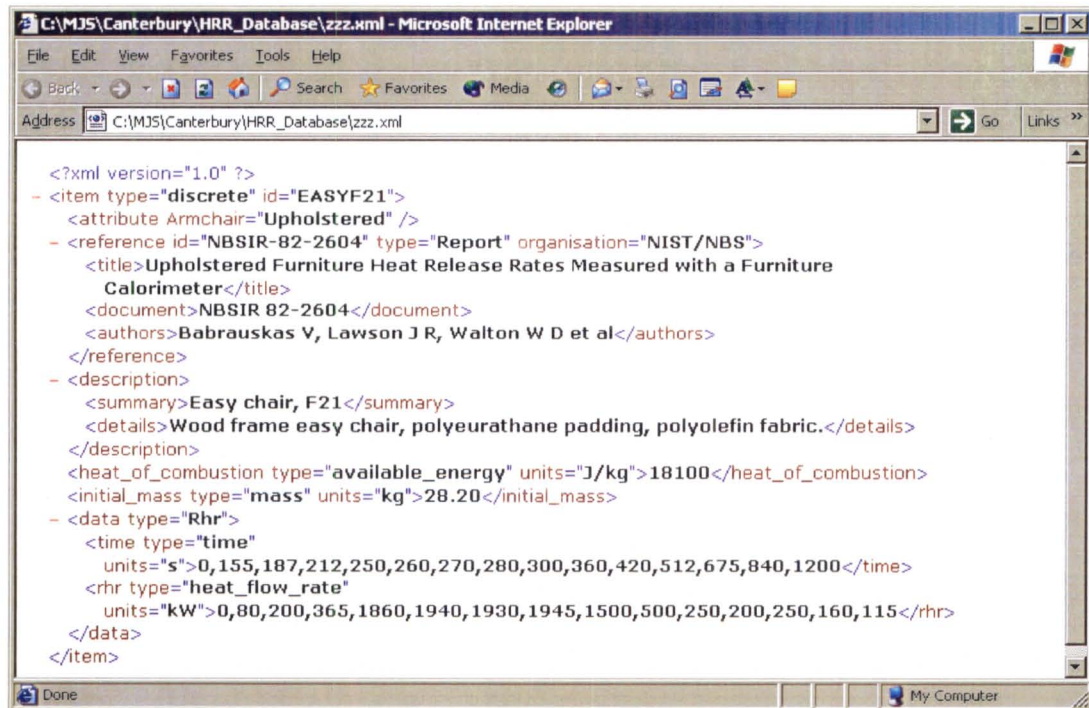 C:\MJS\Canterbury\HRR_Database\zzz.xml - Microsoft Internet Explorer
File Edit View Favorites Tools Help
Back Search Favorites Media
Address C:\MJS\Canterbury\HRR_Database\zzz.xml Go Links »
<?xml version="1.0" ?>
- <item type="discrete" id="EASYF21">
<attribute Armchair="Upholstered" />
- <reference id="NBSIR-82-2604" type="Report" organisation="NIST/NBS">
<title>Upholstered Furniture Heat Release Rates Measured with a Furniture
Calorimeter</title>
<document>NBSIR 82-2604</document>
<authors>Babrauskas V, Lawson J R, Walton W D et al</authors>
</reference>
- <description>
<summary>Easy chair, F21</summary>
<details>Wood frame easy chair, polyeurathane padding, polyolefin fabric.</details>
</description>
<heat_of_combustion type="available_energy" units="J/kg">18100</heat_of_combustion>
<initial_mass type="mass" units="kg">28.20</initial_mass>
- <data type="Rhr">
<time type="time"
units="s">0,155,187,212,250,260,270,280,300,360,420,512,675,840,1200</time>
<rhr type="heat_flow_rate"
units="kW">0,80,200,365,1860,1940,1930,1945,1500,500,250,200,250,160,115</rhr>
</data>
</item>
Done My Computer